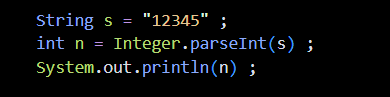 String s = "12345" ;
int n = Integer.parseInt(s) ;
System.out.println(n) ;